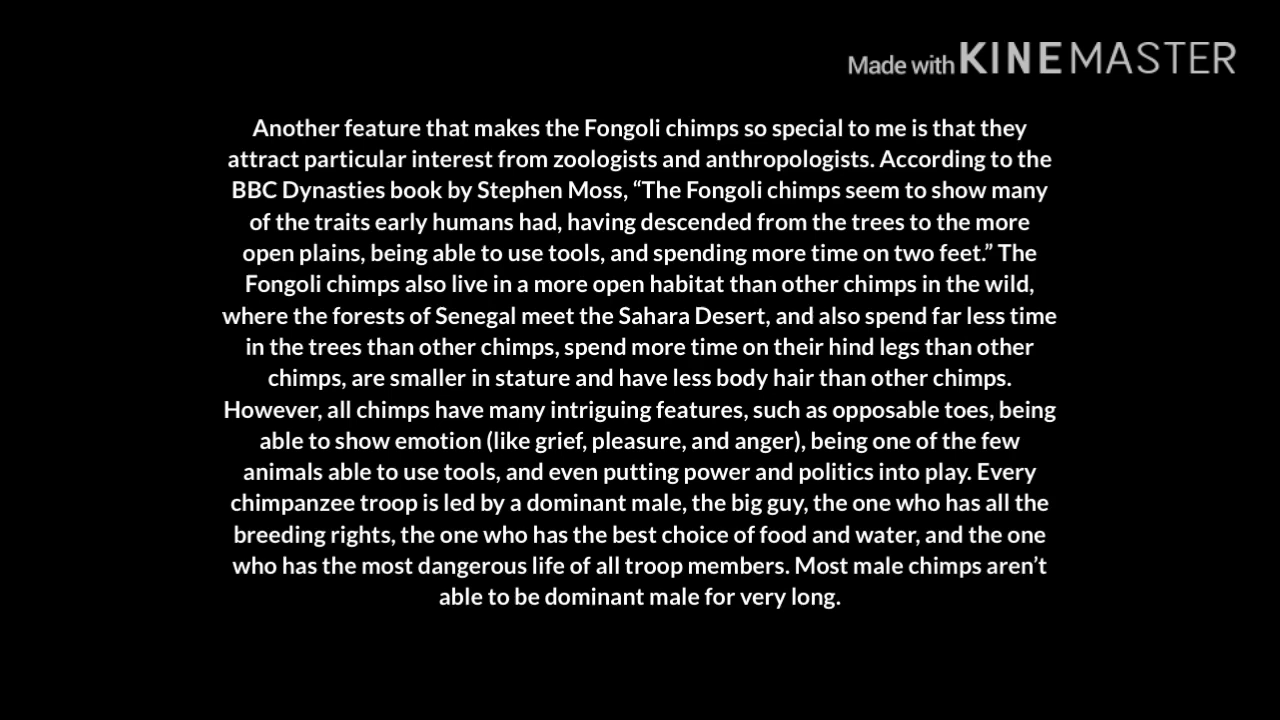 Made with KINEMASTER
Another feature that makes the Fongoli chimps so special to me is that they
attract particular interest from zoologists and anthropologists. According to the
BBC Dynasties book by Stephen Moss, “The Fongoli chimps seem to show many
of the traits early humans had, having descended from the trees to the more
open plains, being able to use tools, and spending more time on two feet.” The
Fongoli chimps also live in a more open habitat than other chimps in the wild,
where the forests of Senegal meet the Sahara Desert, and also spend far less time
in the trees than other chimps, spend more time on their hind legs than other
chimps, are smaller in stature and have less body hair than other chimps.
However, all chimps have many intriguing features, such as opposable toes, being
able to show emotion (like grief, pleasure, and anger), being one of the few
animals able to use tools, and even putting power and politics into play. Every
chimpanzee troop is led by a dominant male, the big guy, the one who has all the
breeding rights, the one who has the best choice of food and water, and the one
who has the most dangerous life of all troop members. Most male chimps aren’t
able to be dominant male for very long.